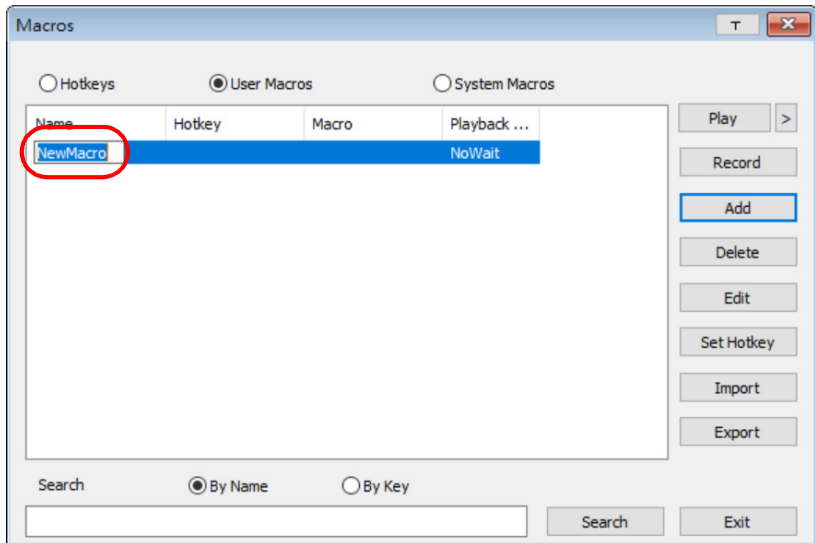 Macros T
Hotkeys User Macros System Macros
Name Hotkey Macro Playback ... Play >
NewMacro NoWait
Record
Add
Delete
Edit
Set Hotkey
Import
Export
Search By Name By Key
Search Exit